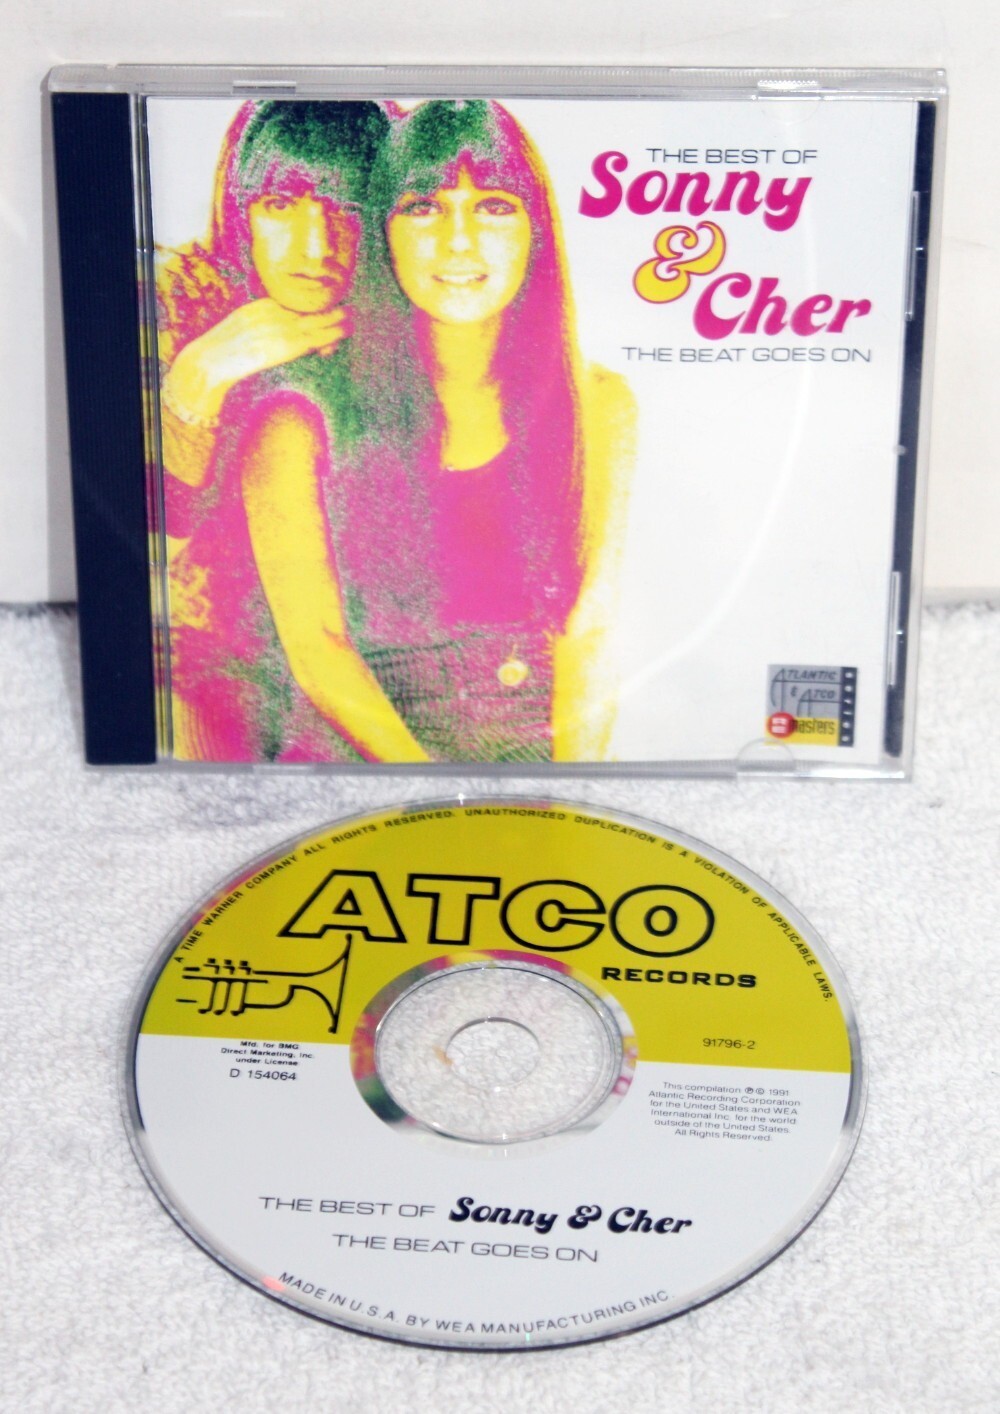 THE BEST OF
Sonny
&
Cher
THE BEAT GOES ON
ATLANTIC
& ATCO
REmasters
A TIME WARNER COMPANY ALL RIGHTS RESERVED. UNAUTHORIZED DUPLICATION IS A VIOLATION OF APPLICABLE LAWS.
ATCO
RECORDS
Mfd. for BMG
Direct Marketing, Inc.
under License
D 154064
91796-2
This compilation ℗ © 1991
Atlantic Recording Corporation
for the United States and WEA
International Inc. for the world
outside of the United States.
All Rights Reserved.
THE BEST OF Sonny & Cher
THE BEAT GOES ON
MADE IN U.S.A. BY WEA MANUFACTURING INC.